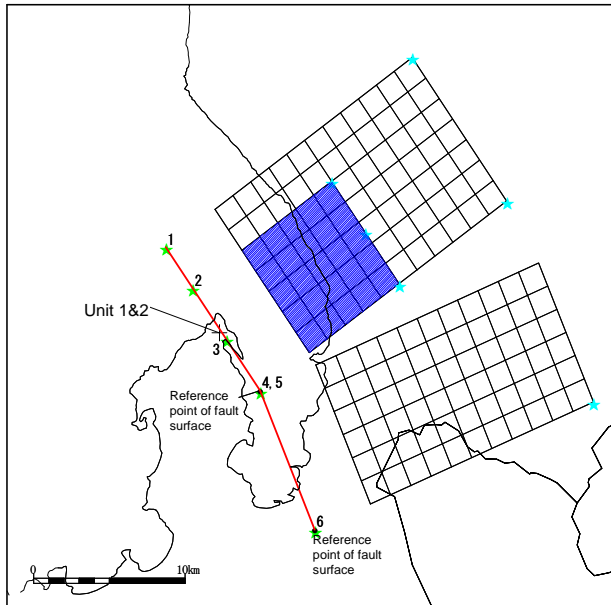 1
2
Unit 1&2
3
4, 5
Reference
point of fault
surface
6
Reference
point of fault
surface
0
10km